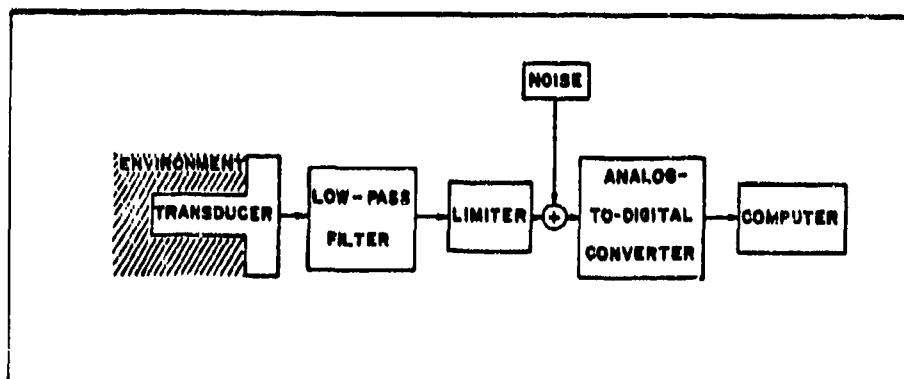 NOISE
ENVIRONMENT
TRANSDUCER
LOW-PASS
FILTER
LIMITER
+
ANALOG-
TO-DIGITAL
CONVERTER
COMPUTER